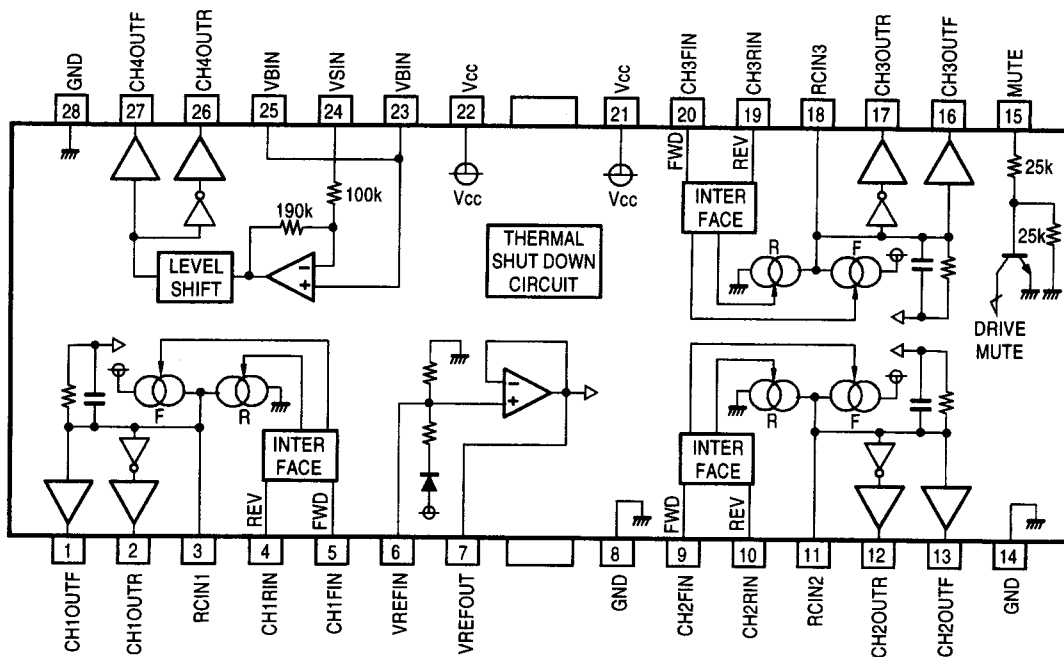 GND
CH4OUTF
CH4OUTR
VBIN
VSIN
VBIN
Vcc
Vcc
CH3FIN
CH3RIN
RCIN3
CH3OUTR
CH3OUTF
MUTE
28
27
26
25
24
23
22
21
20
19
18
17
16
15
FWD
REV
25k
100k
190k
Vcc
Vcc
INTER
FACE
25k
THERMAL
SHUT DOWN
CIRCUIT
LEVEL
SHIFT
R
F
DRIVE
MUTE
F
R
R
F
INTER
FACE
INTER
FACE
REV
FWD
FWD
REV
1
2
3
4
5
6
7
8
9
10
11
12
13
14
CH1OUTF
CH1OUTR
RCIN1
CH1RIN
CH1FIN
VREFIN
VREFOUT
GND
CH2FIN
CH2RIN
RCIN2
CH2OUTR
CH2OUTF
GND